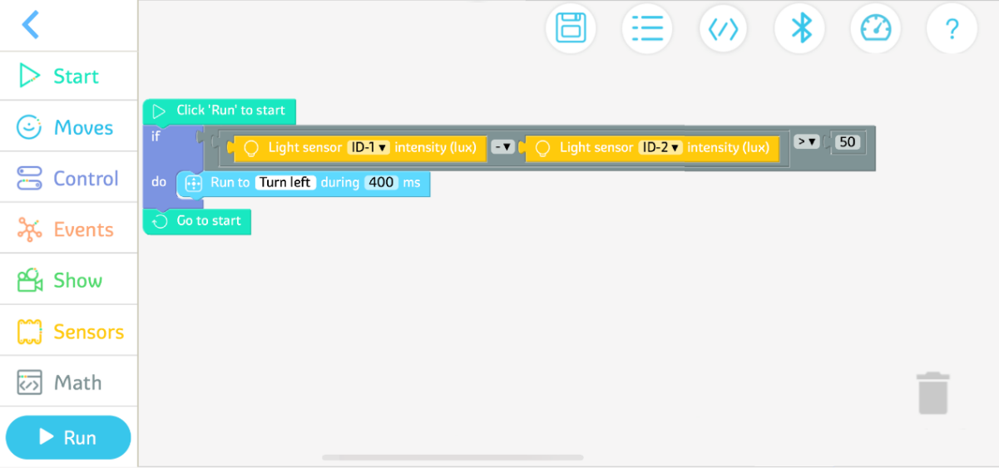 Start
Moves
Control
Events
Show
Sensors
Math
Run
?
Click 'Run' to start
if
Light sensor ID-1 ▾ intensity (lux) - ▾ Light sensor ID-2 ▾ intensity (lux) > ▾ 50
do Run to Turn left during 400 ms
Go to start